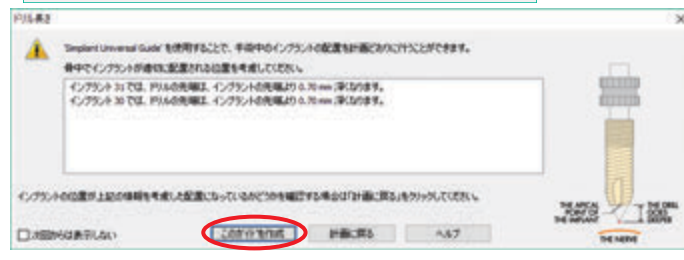 ドリル長さ
'Simplant Universal Guide' を使用することで、手術中のインプラントの配置を計画どおりに行うことができます。
骨中でインプラントが適切に配置される位置を考慮してください。
インプラント 31 では、ドリルの先端は、インプラントの先端より 0.70 mm 深くなります。
インプラント 30 では、ドリルの先端は、インプラントの先端より 0.70 mm 深くなります。
インプラントの位置が上記の情報を考慮した配置になっているかどうかを確認する場合は「計画に戻る」をクリックしてください。
THE APICAL POINT OF THE IMPLANT
THE DRILL GOES DEEPER
THE NERVE
次回からは表示しない
このガイドを作成
計画に戻る
ヘルプ